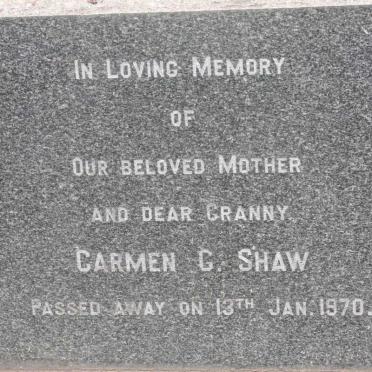 IN LOVING MEMORY
OF
OUR BELOVED MOTHER
AND DEAR GRANNY
CARMEN G. SHAW
PASSED AWAY ON 13TH JAN. 1970.